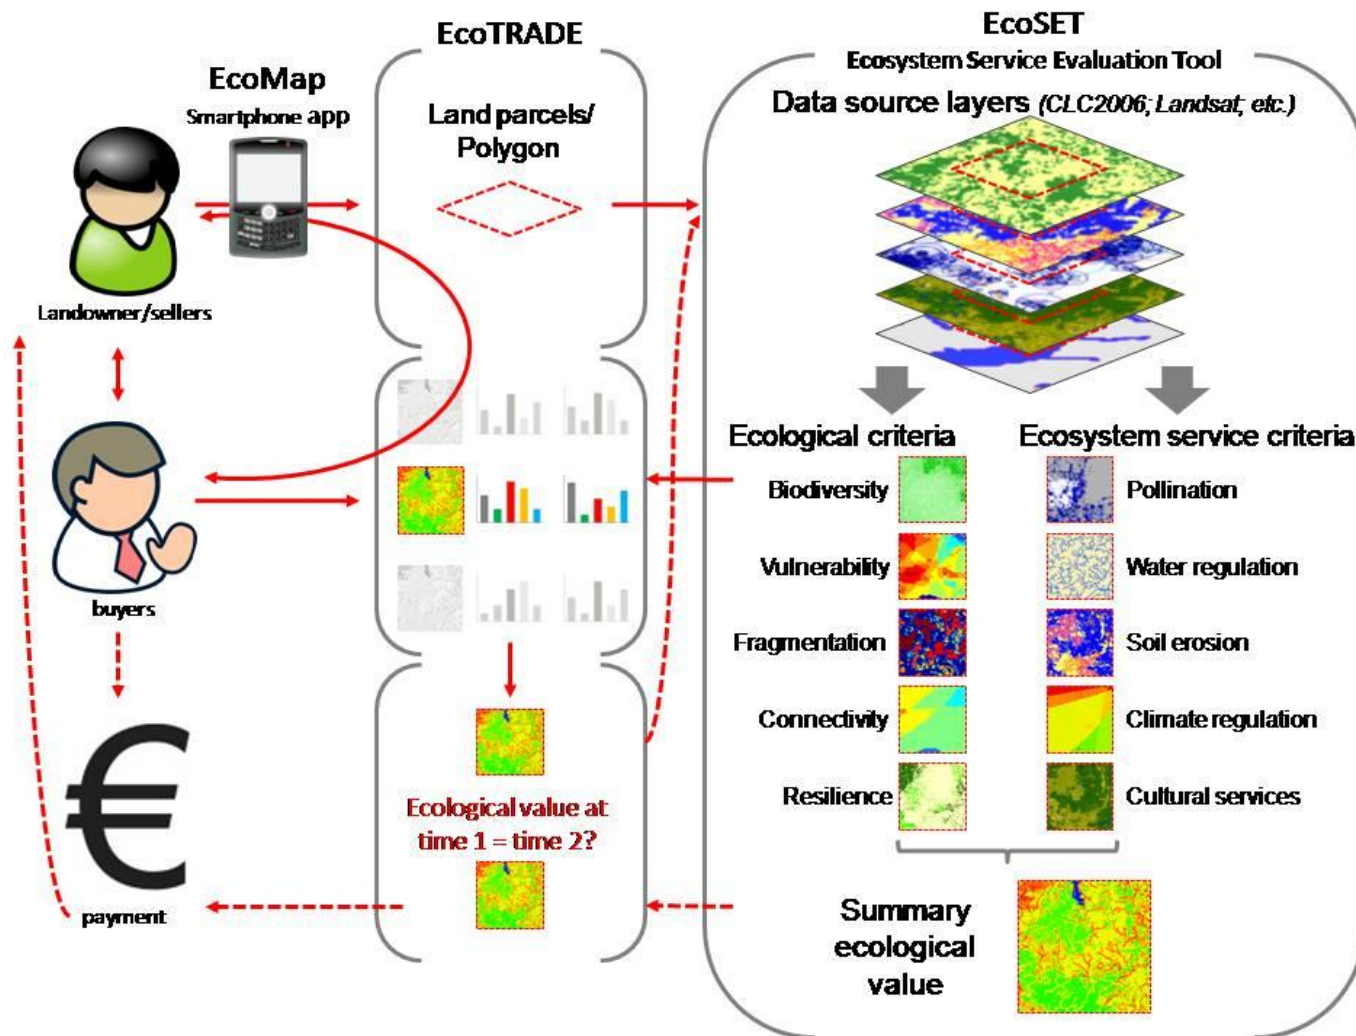 EcoTRADE
EcoSET
Ecosystem Service Evaluation Tool
EcoMap
Smartphone app
Land parcels/
Polygon
Data source layers (CLC2006; Landsat; etc.)
Landowner/sellers
buyers
payment
Ecological value at
time 1 = time 2?
Ecological criteria
Biodiversity
Vulnerability
Fragmentation
Connectivity
Resilience
Ecosystem service criteria
Pollination
Water regulation
Soil erosion
Climate regulation
Cultural services
Summary
ecological
value
€